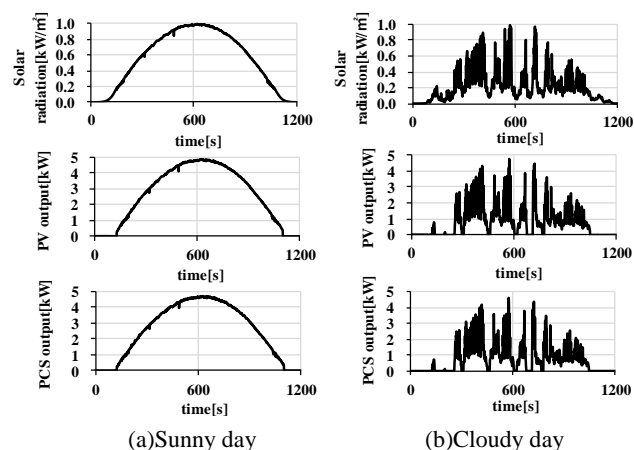 Solar
radiation[kW/m²]
1.0
0.8
0.6
0.4
0.2
0.0
0 600 1200
time[s]
PV output[kW]
5
4
3
2
1
0
0 600 1200
time[s]
PCS output[kW]
5
4
3
2
1
0
0 600 1200
time[s]
(a)Sunny day
Solar
radiation[kW/m²]
1.0
0.8
0.6
0.4
0.2
0.0
0 600 1200
time[s]
PV output[kW]
5
4
3
2
1
0
0 600 1200
time[s]
PCS output[kW]
5
4
3
2
1
0
0 600 1200
time[s]
(b)Cloudy day